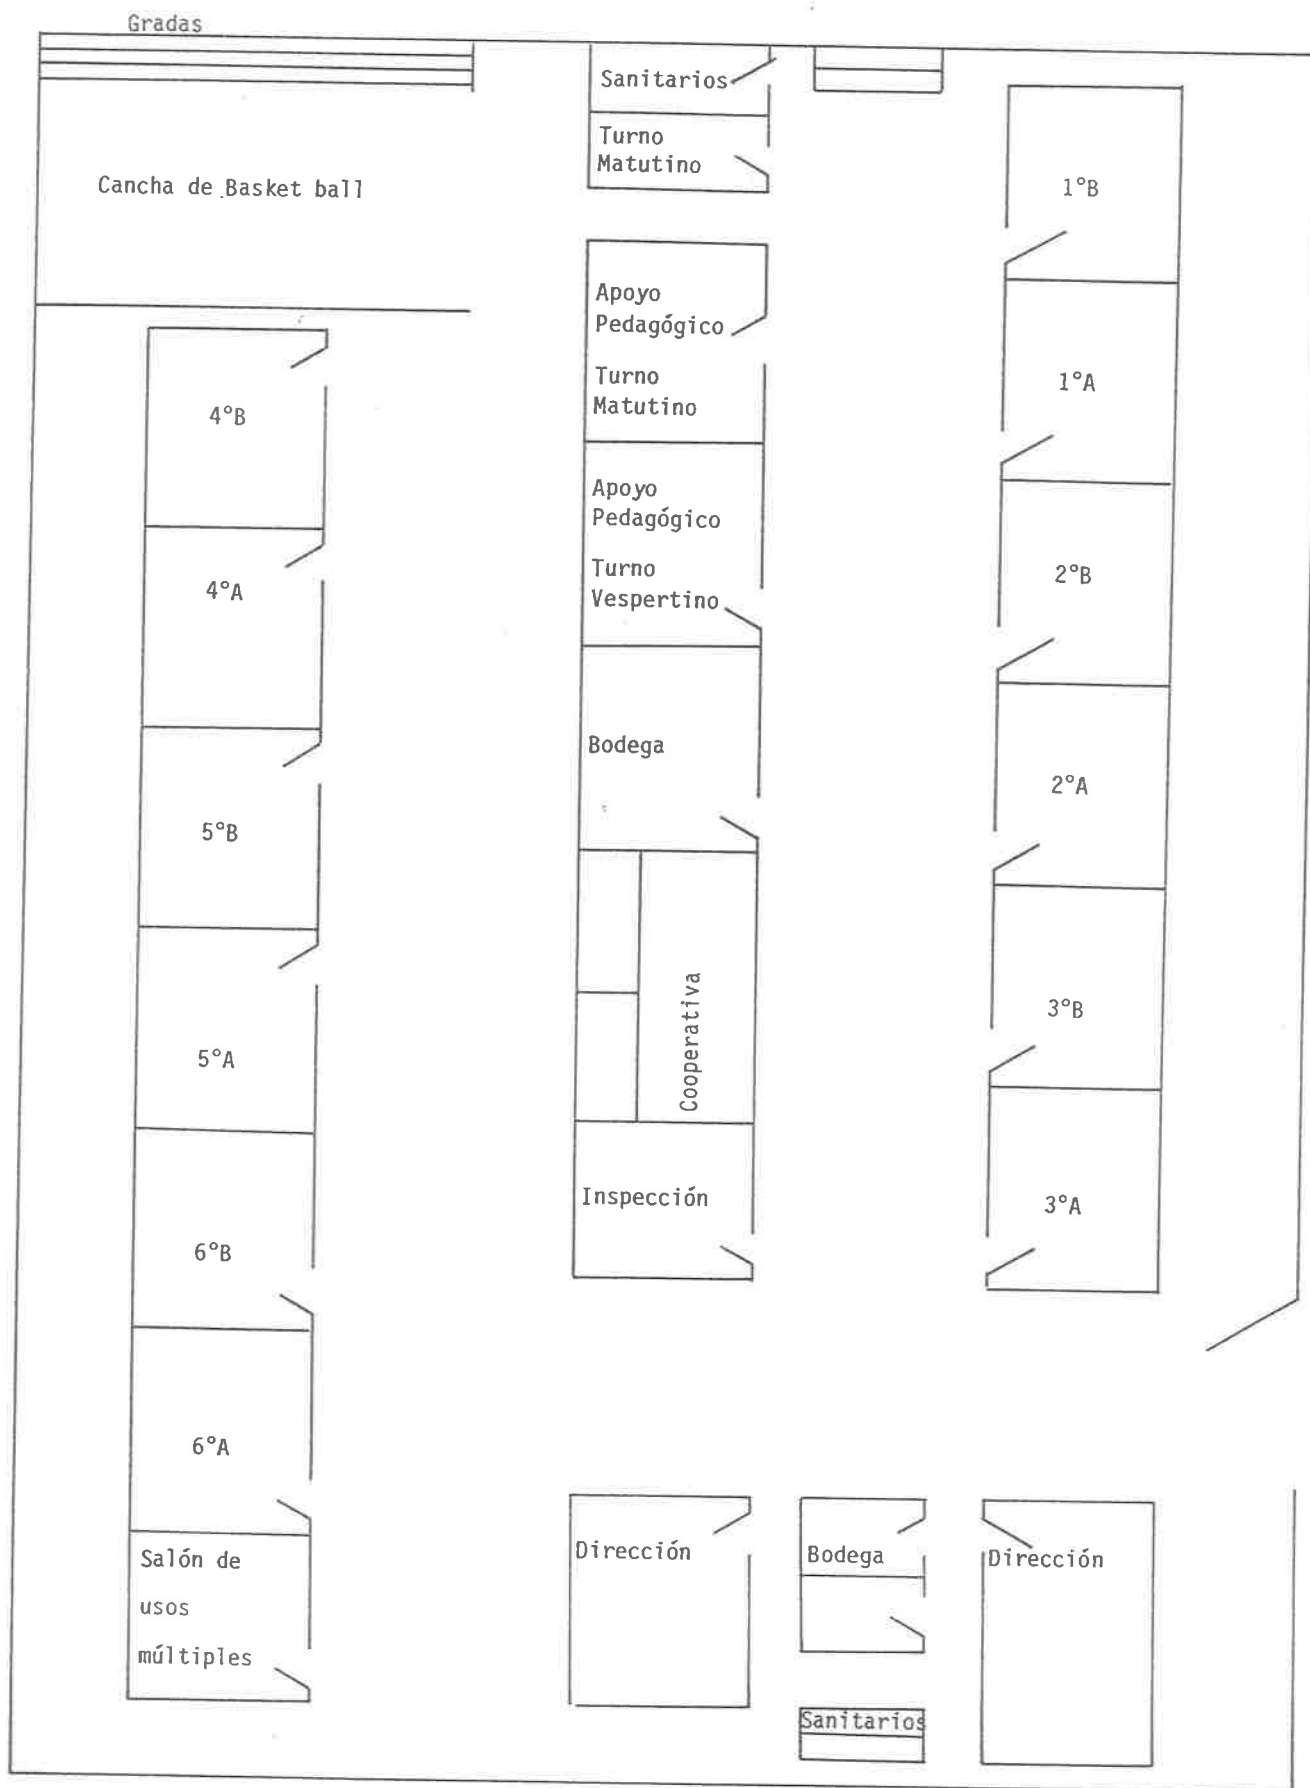 Gradas
Sanitarios
Turno
Matutino
Cancha de Basket ball
1°B
Apoyo
Pedagógico
Turno
Matutino
1°A
4°B
Apoyo
Pedagógico
Turno
Vespertino
2°B
4°A
Bodega
2°A
5°B
Cooperativa
3°B
5°A
Inspección
3°A
6°B
6°A
Salón de
usos
múltiples
Dirección
Bodega
Dirección
Sanitarios